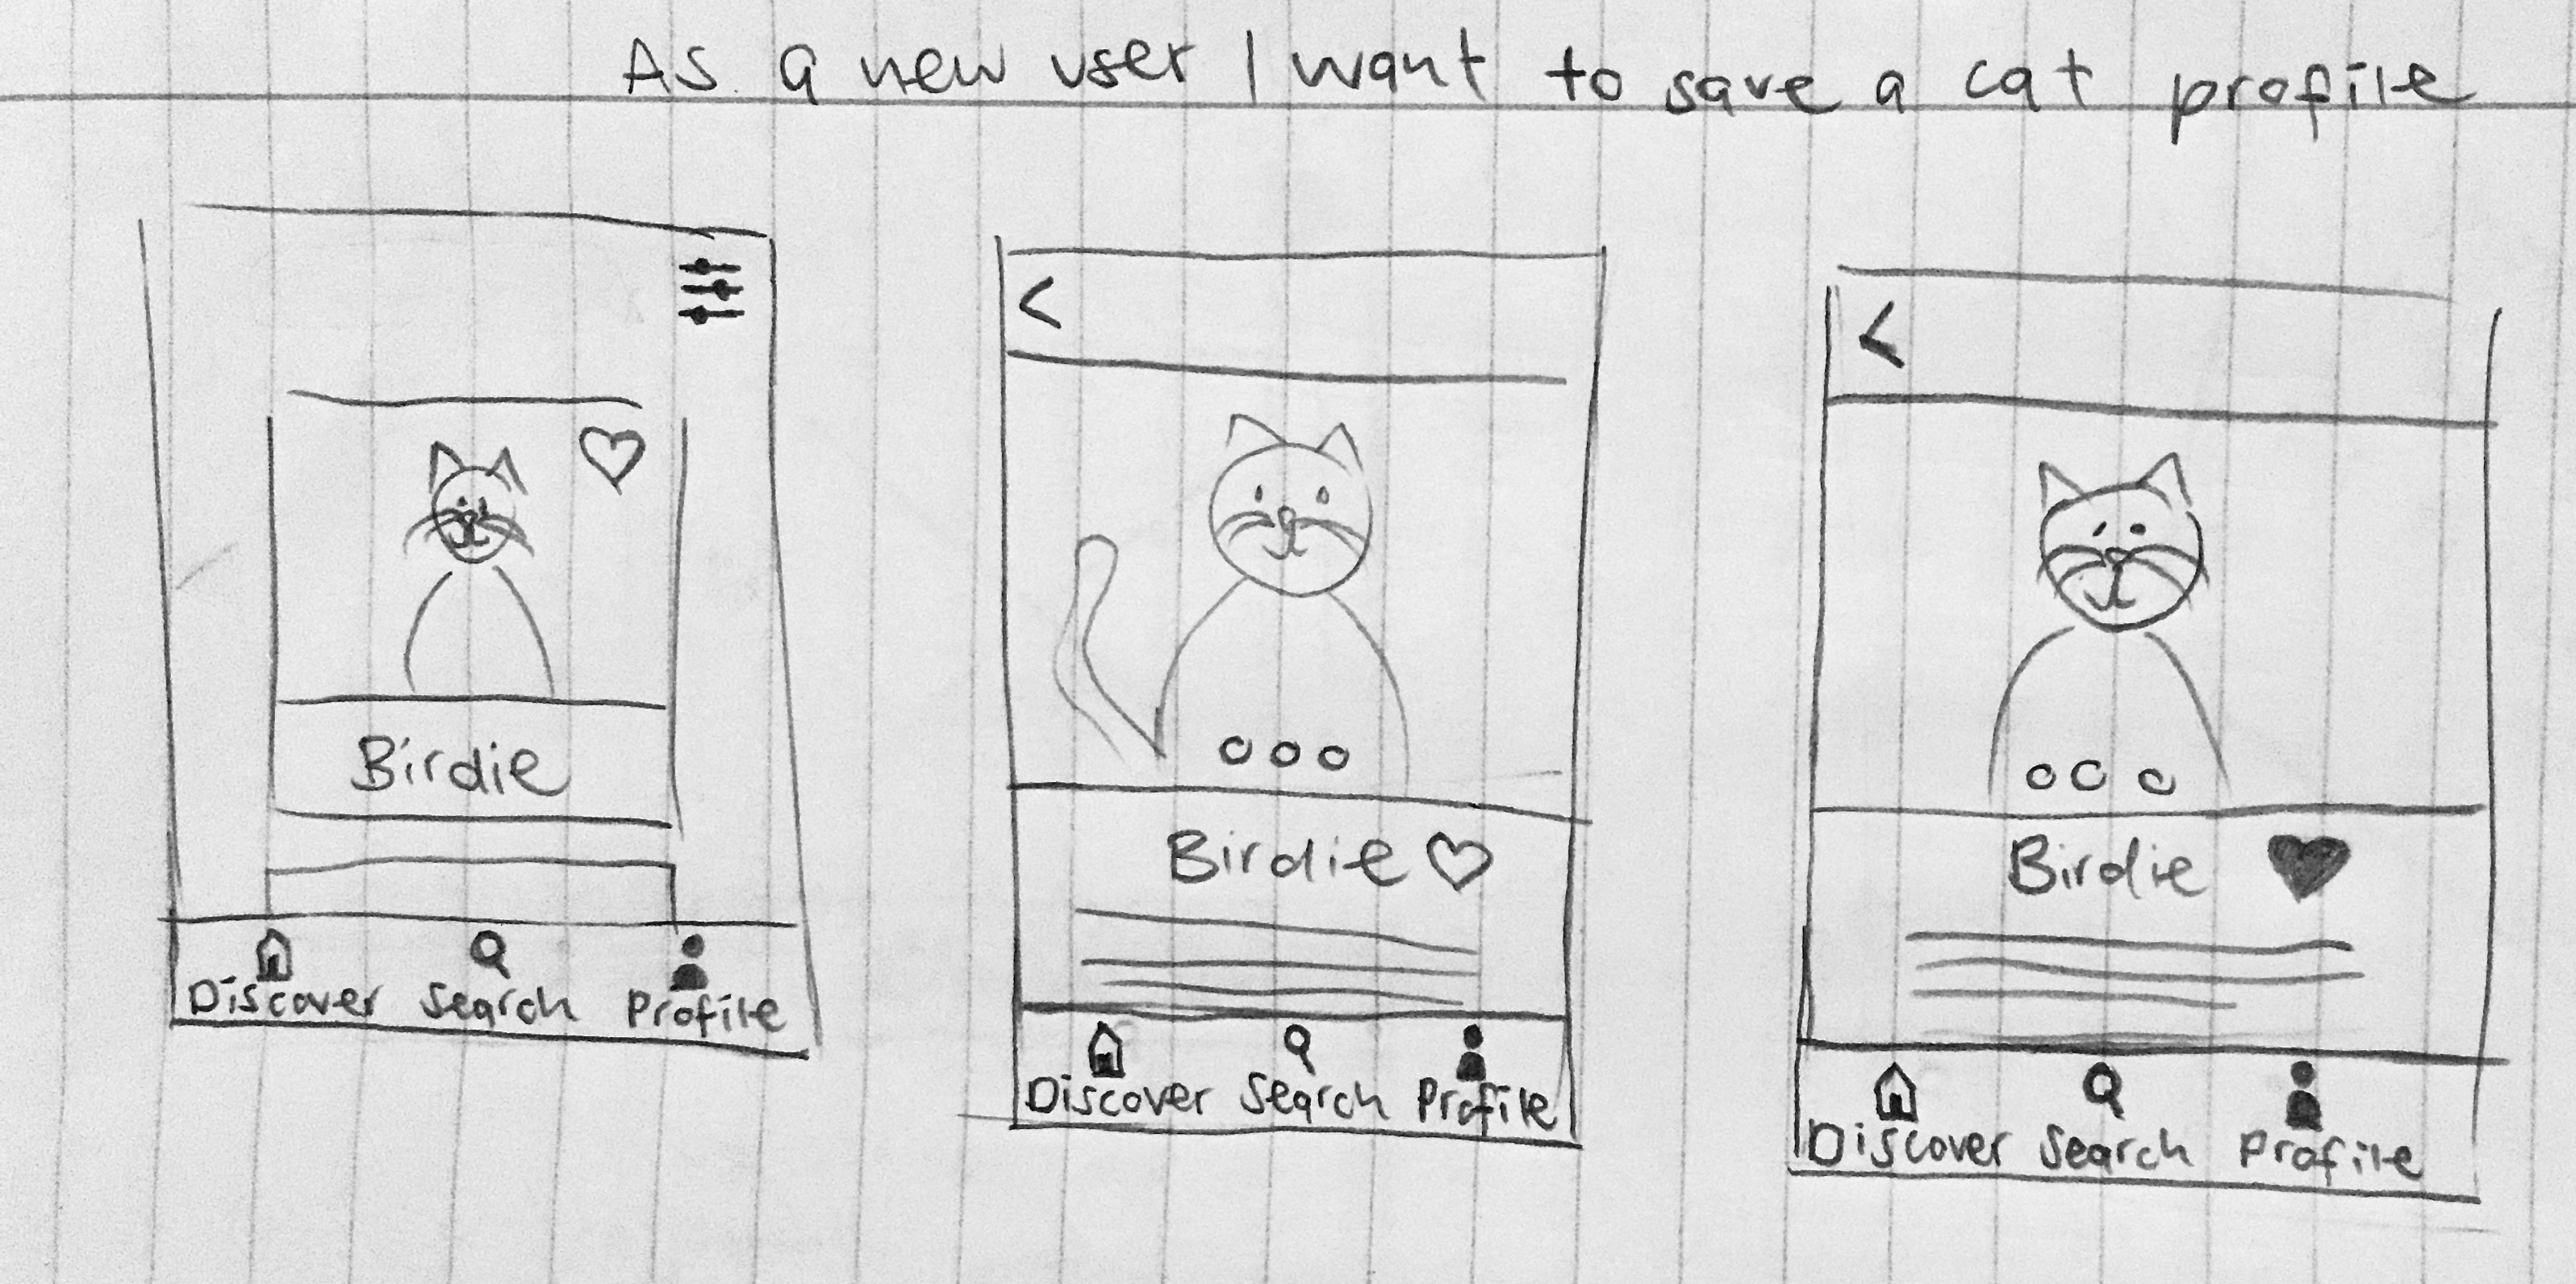 As a new user I want to save a cat profile
Birdie
Discover Search Profile
Birdie
Discover Search Profile
Birdie
Discover Search Profile